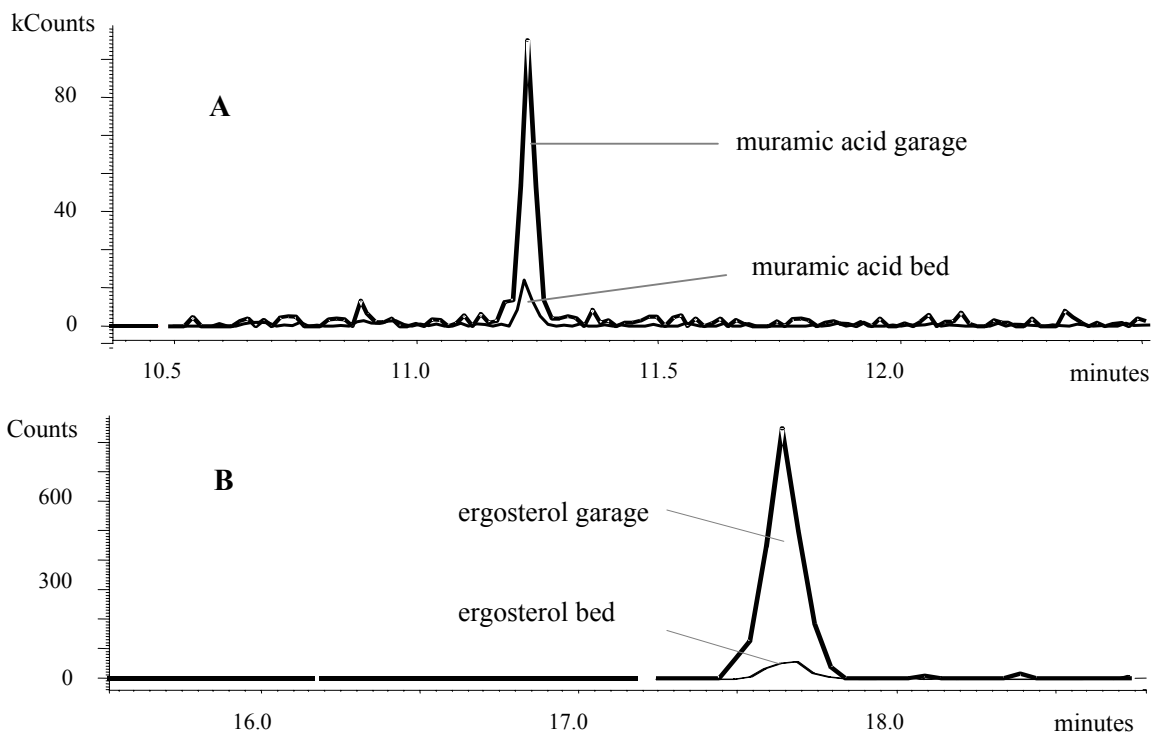 kCounts
A
80
muramic acid garage
40
muramic acid bed
0
10.5 11.0 11.5 12.0 minutes
Counts
B
600
ergosterol garage
300
ergosterol bed
0
16.0 17.0 18.0 minutes